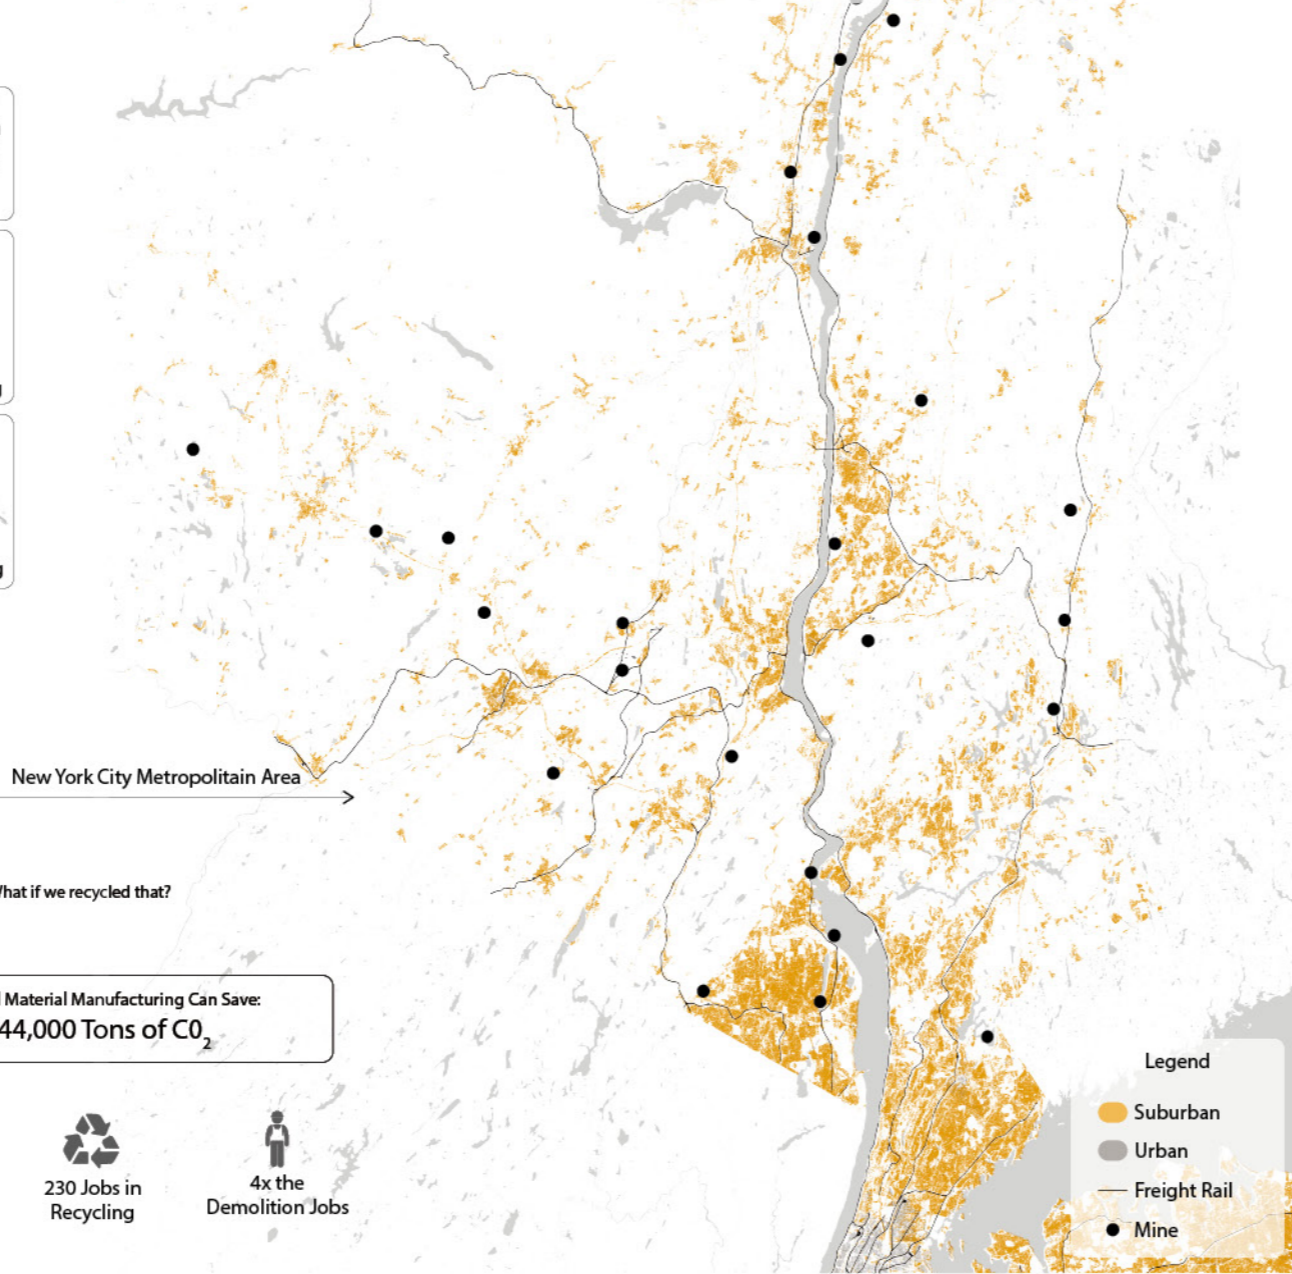 New York City Metropolitain Area
What if we recycled that?
Material Manufacturing Can Save:
44,000 Tons of C0₂
230 Jobs in
Recycling
4x the
Demolition Jobs
Legend
Suburban
Urban
Freight Rail
Mine